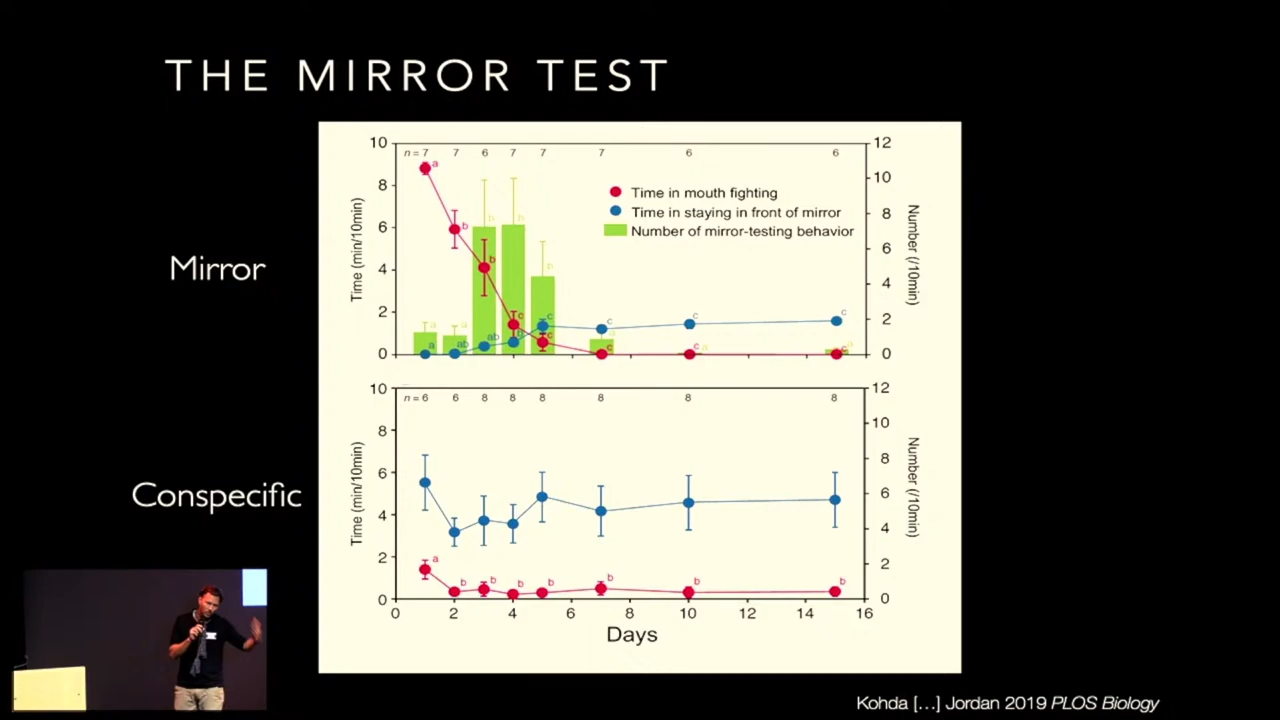 THE MIRROR TEST
Mirror
Time (min/10min)
10
8
6
4
2
0
n = 7 7 6 7 7 7 6 6
a b b c c c c c
a ab ab b c c c c
a a b b b a a a
Time in mouth fighting
Time in staying in front of mirror
Number of mirror-testing behavior
12
10
8
6
4
2
0
Number (/10min)
Conspecific
Time (min/10min)
10
8
6
4
2
0
n = 6 6 8 8 8 8 8 8
a b b b b b b b
12
10
8
6
4
2
0
Number (/10min)
0 2 4 6 8 10 12 14 16
Days
Kohda [...] Jordan 2019 PLOS Biology